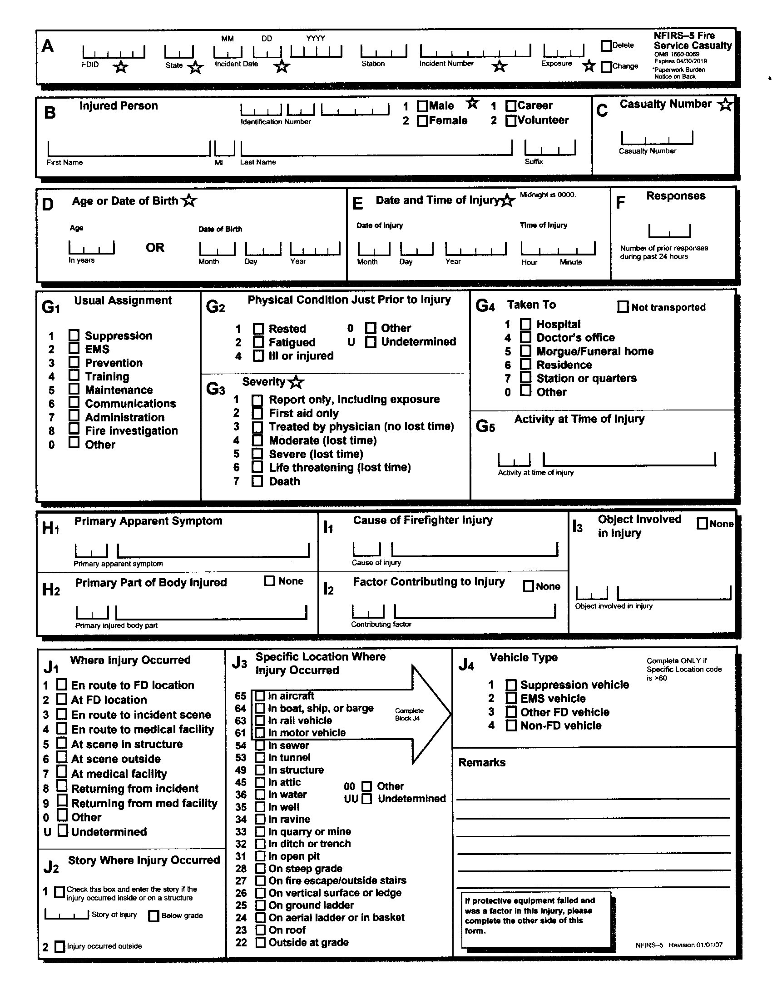 A
MM DD YYYY
FDID ☆ State ☆ Incident Date ☆ Station Incident Number ☆ Exposure ☆
Delete
Change
NFIRS–5 Fire
Service Casualty
OMB 1660-0069
Expires 04/30/2019
*Paperwork Burden
Notice on Back
B Injured Person
Identification Number
1 Male ☆ 1 Career
2 Female 2 Volunteer
First Name MI Last Name Suffix
C Casualty Number ☆
Casualty Number
D Age or Date of Birth ☆
Age Date of Birth
OR
In years Month Day Year
E Date and Time of Injury ☆ Midnight is 0000.
Date of Injury Time of Injury
Month Day Year Hour Minute
F Responses
Number of prior responses
during past 24 hours
G1 Usual Assignment
1 Suppression
2 EMS
3 Prevention
4 Training
5 Maintenance
6 Communications
7 Administration
8 Fire investigation
0 Other
G2 Physical Condition Just Prior to Injury
1 Rested 0 Other
2 Fatigued U Undetermined
4 Ill or injured
G3 Severity ☆
1 Report only, including exposure
2 First aid only
3 Treated by physician (no lost time)
4 Moderate (lost time)
5 Severe (lost time)
6 Life threatening (lost time)
7 Death
G4 Taken To Not transported
1 Hospital
4 Doctor's office
5 Morgue/Funeral home
6 Residence
7 Station or quarters
0 Other
G5 Activity at Time of Injury
Activity at time of injury
H1 Primary Apparent Symptom
Primary apparent symptom
H2 Primary Part of Body Injured None
Primary injured body part
I1 Cause of Firefighter Injury
Cause of injury
I2 Factor Contributing to Injury None
Contributing factor
I3 Object Involved None
in Injury
Object involved in injury
J1 Where Injury Occurred
1 En route to FD location
2 At FD location
3 En route to incident scene
4 En route to medical facility
5 At scene in structure
6 At scene outside
7 At medical facility
8 Returning from incident
9 Returning from med facility
0 Other
U Undetermined
J2 Story Where Injury Occurred
1 Check this box and enter the story if the
injury occurred inside or on a structure
Story of injury Below grade
2 Injury occurred outside
J3 Specific Location Where
Injury Occurred
65 In aircraft
64 In boat, ship, or barge
63 In rail vehicle
61 In motor vehicle
Complete
Block J4
54 In sewer
53 In tunnel
49 In structure
45 In attic
36 In water
35 In well
34 In ravine
33 In quarry or mine
32 In ditch or trench
31 In open pit
28 On steep grade
27 On fire escape/outside stairs
26 On vertical surface or ledge
25 On ground ladder
24 On aerial ladder or in basket
23 On roof
22 Outside at grade
00 Other
UU Undetermined
J4 Vehicle Type
Complete ONLY if
Specific Location code
is >60
1 Suppression vehicle
2 EMS vehicle
3 Other FD vehicle
4 Non-FD vehicle
Remarks
If protective equipment failed and
was a factor in this injury, please
complete the other side of this
form.
NFIRS–5 Revision 01/01/07